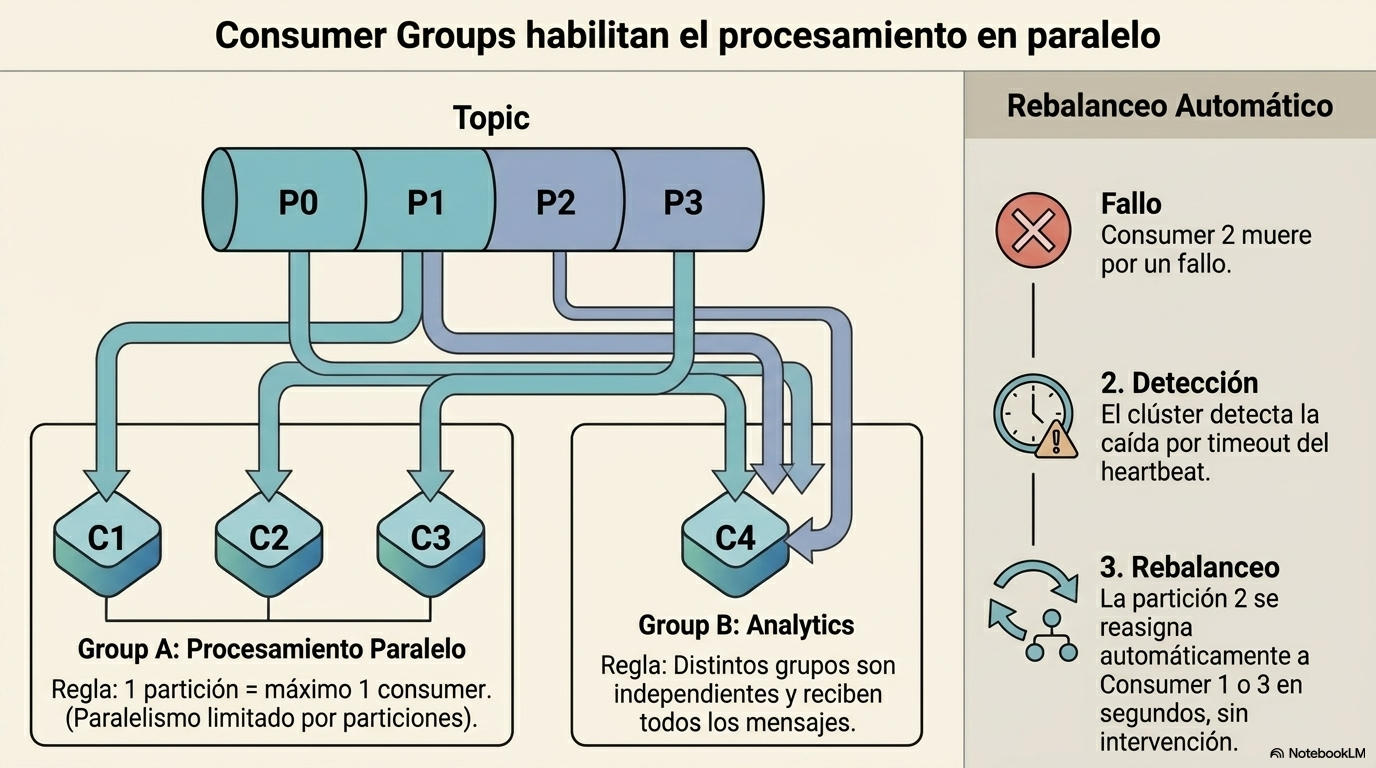 Consumer Groups habilitan el procesamiento en paralelo
Topic
P0
P1
P2
P3
C1
C2
C3
Group A: Procesamiento Paralelo
Regla: 1 partición = máximo 1 consumer.
(Paralelismo limitado por particiones).
C4
Group B: Analytics
Regla: Distintos grupos son
independientes y reciben
todos los mensajes.
Rebalanceo Automático
Fallo
Consumer 2 muere
por un fallo.
2. Detección
El clúster detecta la
caída por timeout del
heartbeat.
3. Rebalanceo
La partición 2 se
reasigna
automáticamente a
Consumer 1 o 3 en
segundos, sin
intervención.
NotebookLM